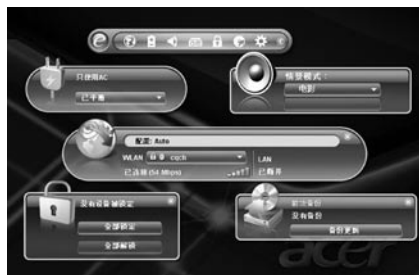 只使用AC
已平衡
情景模式：
电影
配置: Auto
WLAN
cqch
LAN
已连接 (54 Mbps)
已断开
没有设备被锁定
全部锁定
全部解锁
没有备份
备份更新
acer